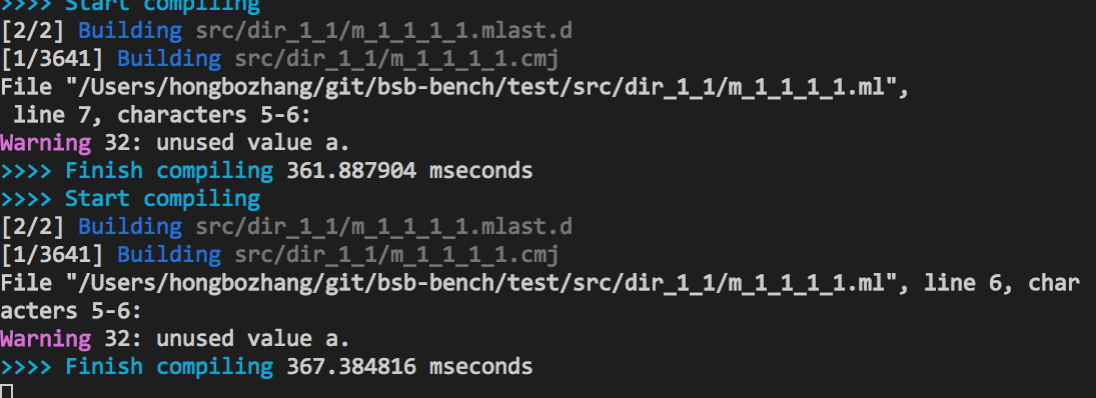 >>>> Start compiling
[2/2] Building src/dir_1_1/m_1_1_1_1.mlast.d
[1/3641] Building src/dir_1_1/m_1_1_1_1.cmj
File "/Users/hongbozhang/git/bsb-bench/test/src/dir_1_1/m_1_1_1_1.ml",
 line 7, characters 5-6:
Warning 32: unused value a.
>>>> Finish compiling 361.887904 mseconds
>>>> Start compiling
[2/2] Building src/dir_1_1/m_1_1_1_1.mlast.d
[1/3641] Building src/dir_1_1/m_1_1_1_1.cmj
File "/Users/hongbozhang/git/bsb-bench/test/src/dir_1_1/m_1_1_1_1.ml", line 6, char
acters 5-6:
Warning 32: unused value a.
>>>> Finish compiling 367.384816 mseconds